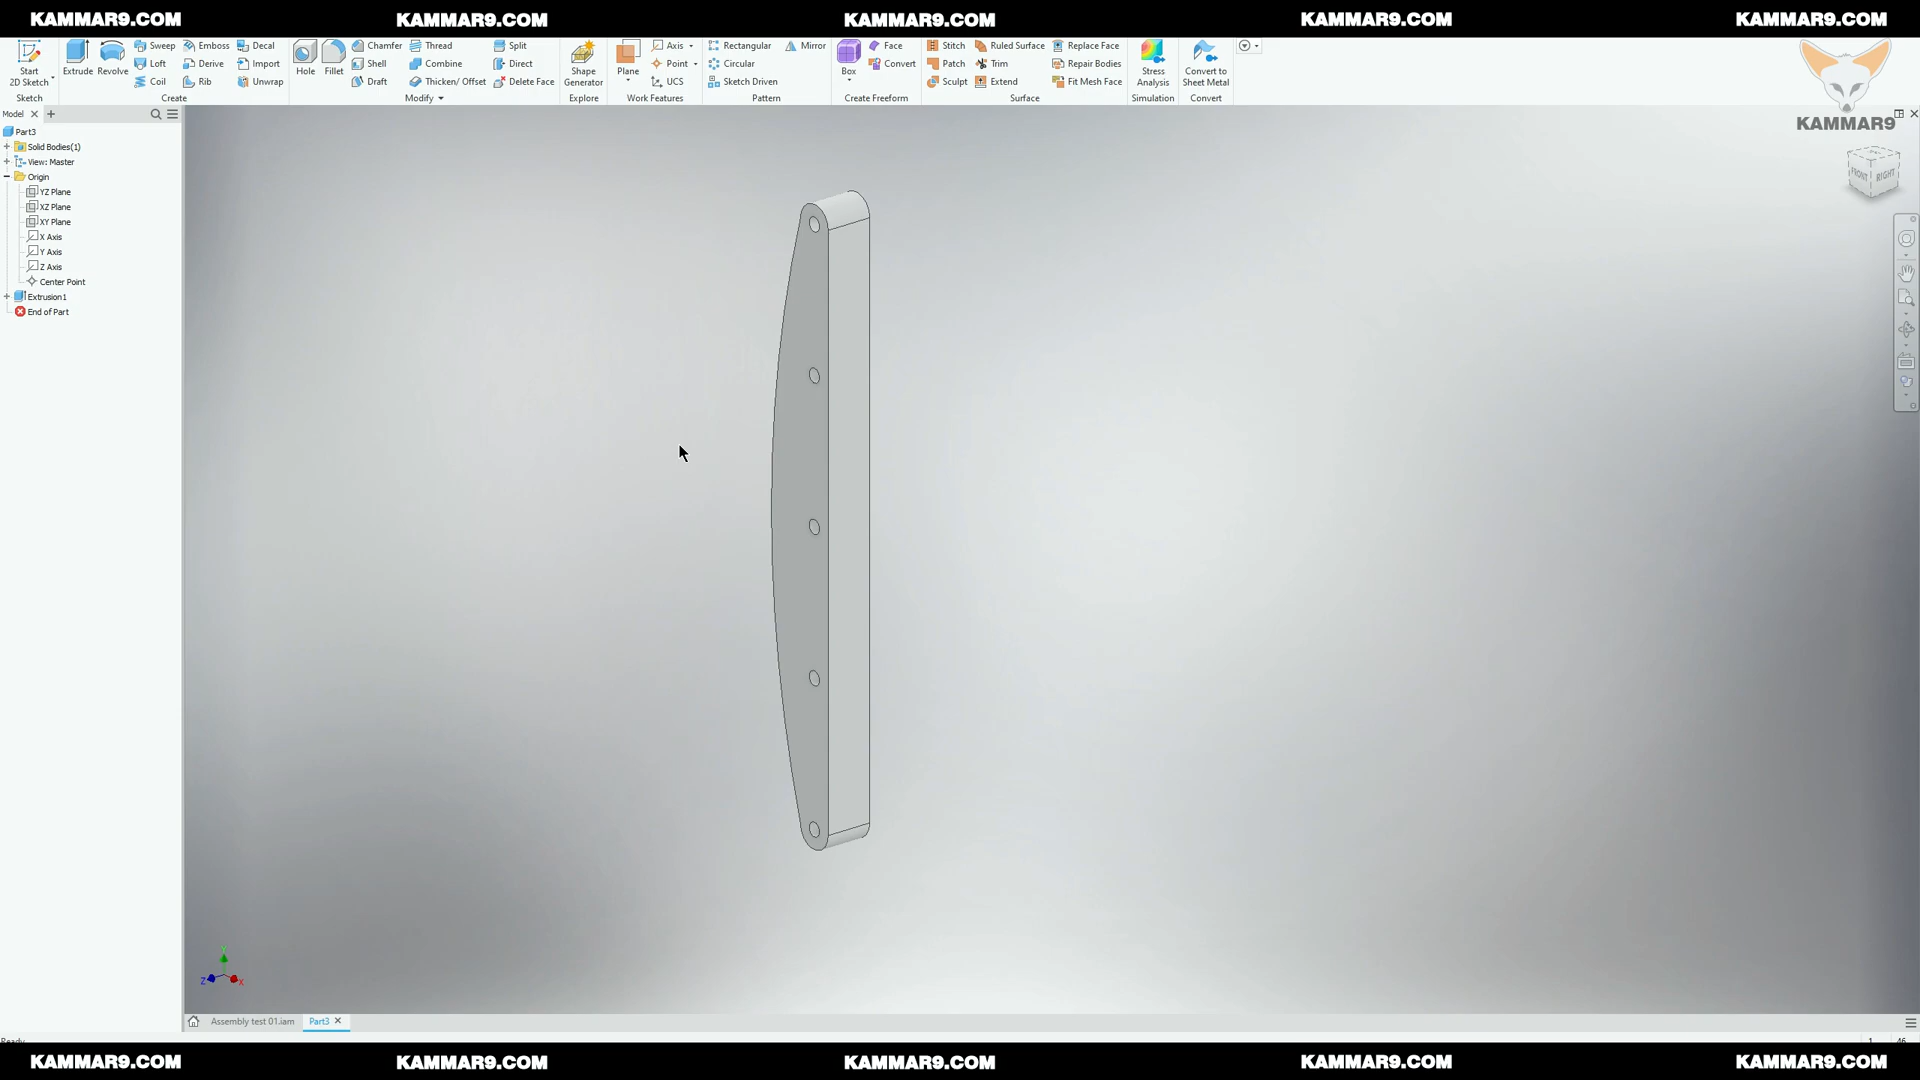 KAMMAR9.COM KAMMAR9.COM KAMMAR9.COM KAMMAR9.COM KAMMAR9.COM
Start
2D Sketch
Sketch
Extrude
Revolve
Sweep
Loft
Coil
Emboss
Derive
Rib
Decal
Import
Unwrap
Create
Hole
Fillet
Chamfer
Shell
Draft
Thread
Combine
Thicken/ Offset
Split
Direct
Delete Face
Modify
Shape
Generator
Explore
Plane
Axis
Point
UCS
Work Features
Rectangular
Circular
Sketch Driven
Mirror
Pattern
Box
Face
Convert
Create Freeform
Stitch
Patch
Sculpt
Ruled Surface
Trim
Extend
Replace Face
Repair Bodies
Fit Mesh Face
Surface
Stress
Analysis
Simulation
Convert to
Sheet Metal
Convert
KAMMAR9
FRONT RIGHT
Model
Part3
Solid Bodies(1)
View: Master
Origin
YZ Plane
XZ Plane
XY Plane
X Axis
Y Axis
Z Axis
Center Point
Extrusion1
End of Part
Y
Z
X
Assembly test 01.iam
Part3
KAMMAR9.COM KAMMAR9.COM KAMMAR9.COM KAMMAR9.COM KAMMAR9.COM